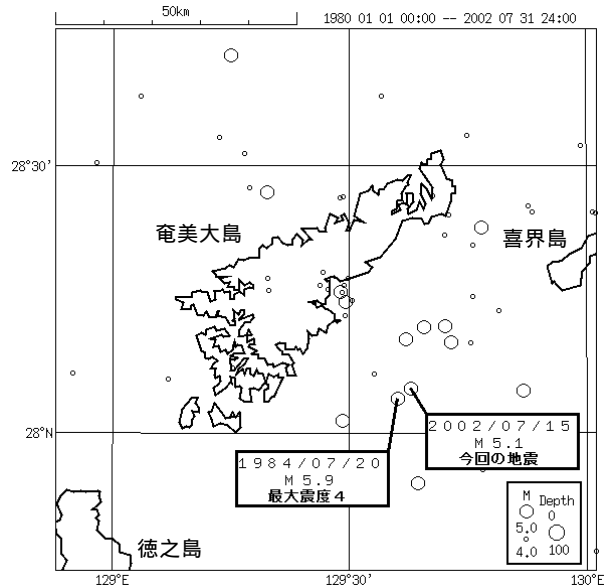 50km
1980 01 01 00:00 -- 2002 07 31 24:00
28°30′
奄美大島
喜界島
28°N
2002/07/15
M 5.1
今回の地震
1984/07/20
M 5.9
最大震度4
M Depth
0
5.0
4.0 100
徳之島
129°E
129°30′
130°E